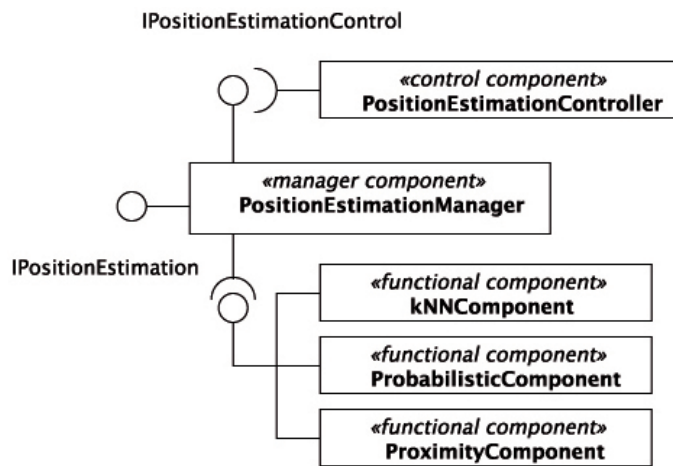 IPositionEstimationControl
«control component»
PositionEstimationController
«manager component»
PositionEstimationManager
IPositionEstimation
«functional component»
kNNComponent
«functional component»
ProbabilisticComponent
«functional component»
ProximityComponent